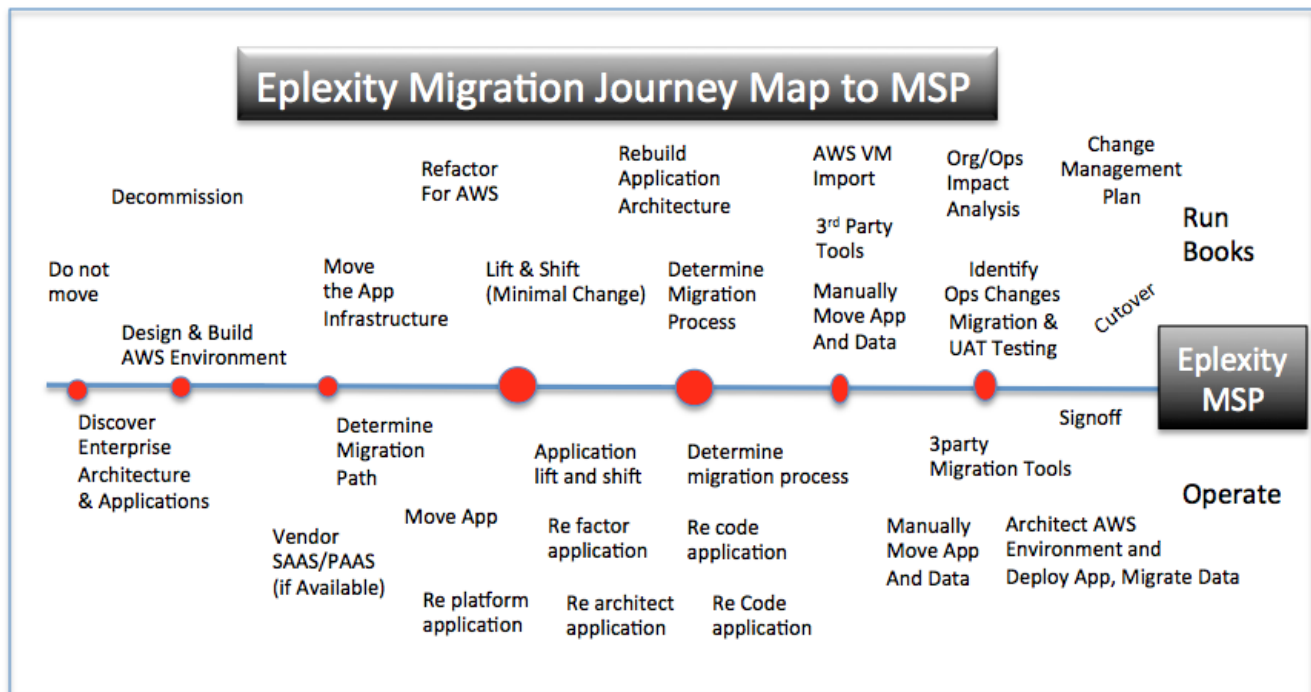 Eplexity Migration Journey Map to MSP
Decommission
Refactor
For AWS
Rebuild
Application
Architecture
AWS VM
Import
Org/Ops
Impact
Analysis
Change
Management
Plan
3rd Party
Tools
Run
Books
Do not
move
Move
the App
Infrastructure
Lift & Shift
(Minimal Change)
Determine
Migration
Process
Manually
Move App
And Data
Identify
Ops Changes
Migration &
UAT Testing
Cutover
Design & Build
AWS Environment
Eplexity
MSP
Discover
Enterprise
Architecture
& Applications
Determine
Migration
Path
Application
lift and shift
Determine
migration process
3party
Migration Tools
Signoff
Operate
Vendor
SAAS/PAAS
(if Available)
Move App
Re factor
application
Re code
application
Manually
Move App
And Data
Architect AWS
Environment and
Deploy App, Migrate Data
Re platform
application
Re architect
application
Re Code
application